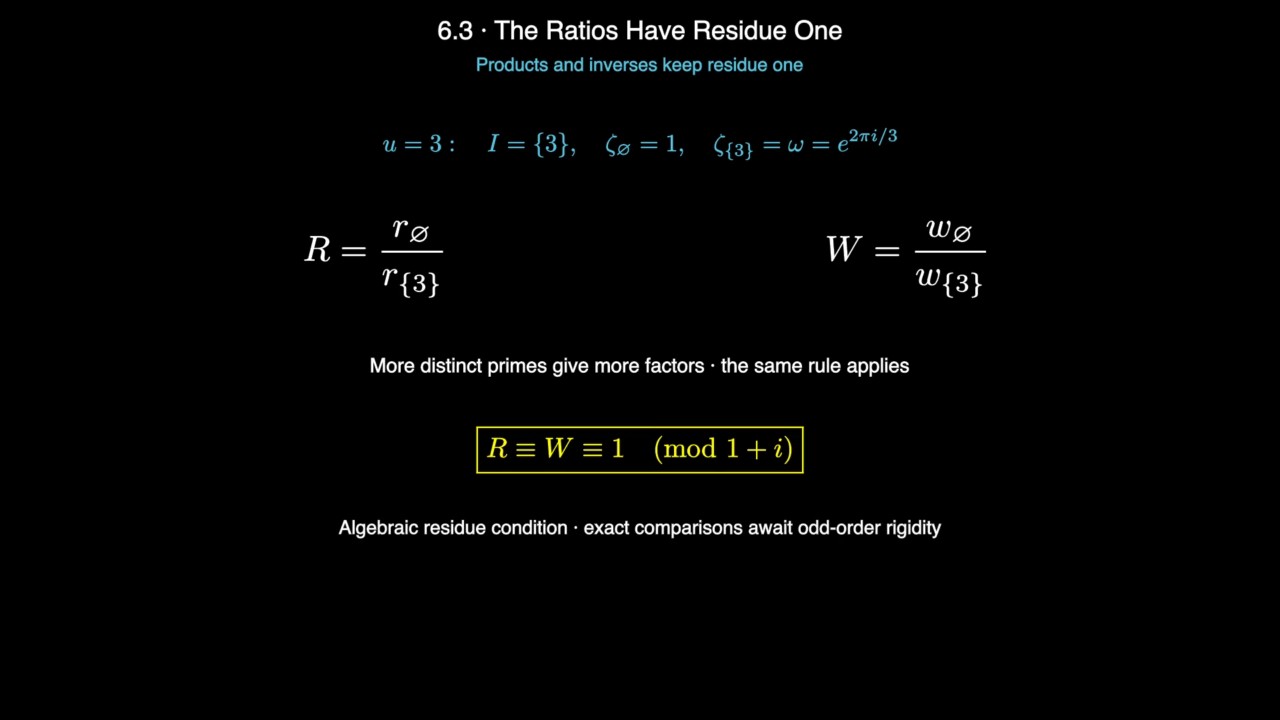 6.3 · The Ratios Have Residue One
Products and inverses keep residue one
u = 3 :   I = {3},   ζ_∅ = 1,   ζ_{3} = ω = e^{2πi/3}
R = r_∅ / r_{3}   W = w_∅ / w_{3}
More distinct primes give more factors · the same rule applies
R ≡ W ≡ 1   (mod 1 + i)
Algebraic residue condition · exact comparisons await odd-order rigidity